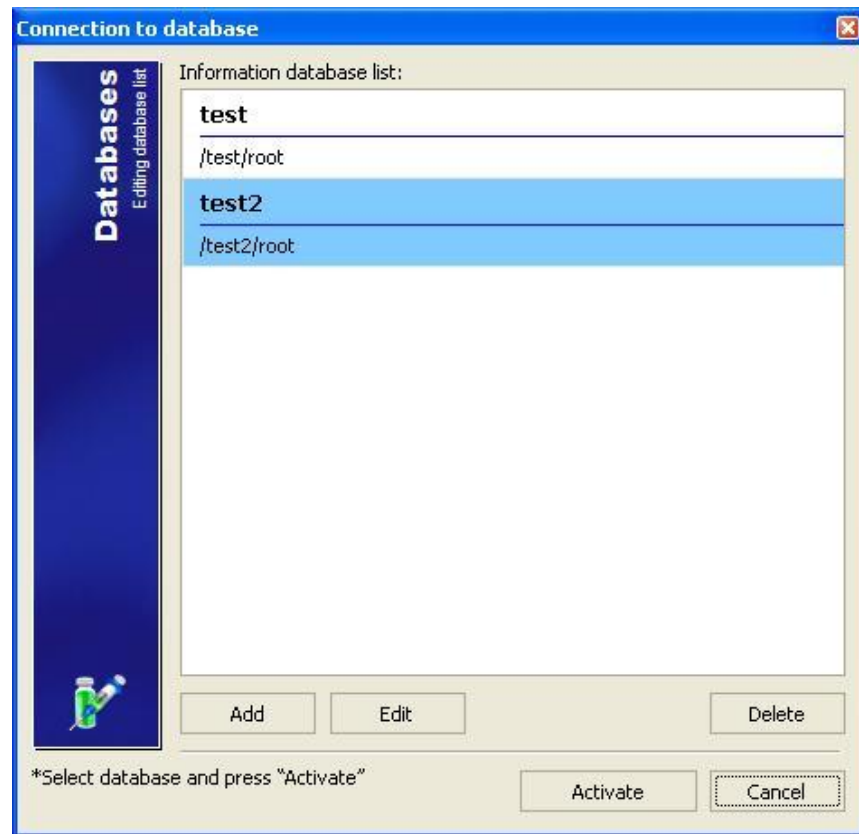 Connection to database
Databases
Editing database list
Information database list:
test
/test/root
test2
/test2/root
Add
Edit
Delete
*Select database and press “Activate”
Activate
Cancel